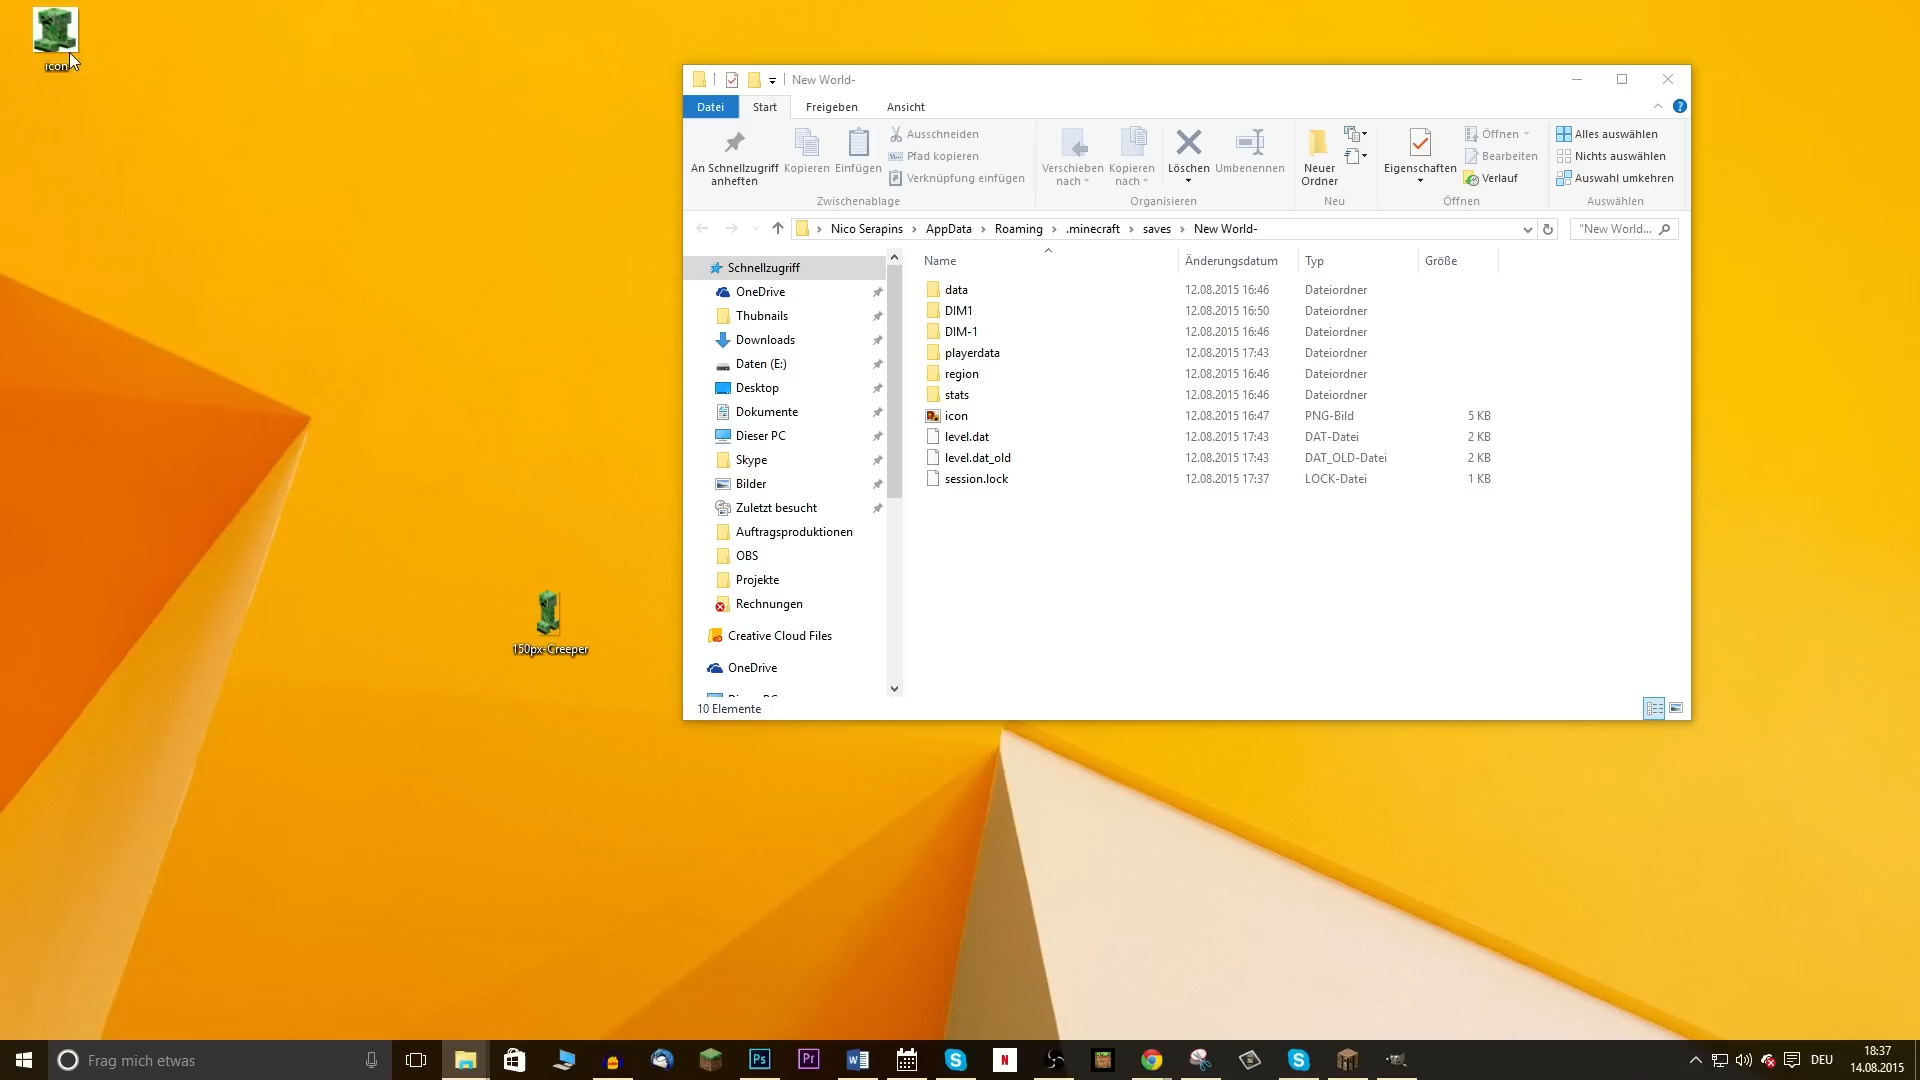 icon
New World-
Datei Start Freigeben Ansicht
An Schnellzugriff anheften
Kopieren
Einfügen
Ausschneiden
Pfad kopieren
Verknüpfung einfügen
Zwischenablage
Verschieben nach
Kopieren nach
Löschen
Umbenennen
Organisieren
Neuer Ordner
Neu
Eigenschaften
Öffnen
Bearbeiten
Verlauf
Öffnen
Alles auswählen
Nichts auswählen
Auswahl umkehren
Auswählen
Nico Serapins > AppData > Roaming > .minecraft > saves > New World-
"New World...
Schnellzugriff
OneDrive
Thubnails
Downloads
Daten (E:)
Desktop
Dokumente
Dieser PC
Skype
Bilder
Zuletzt besucht
Auftragsproduktionen
OBS
Projekte
Rechnungen
Creative Cloud Files
OneDrive
Name Änderungsdatum Typ Größe
data 12.08.2015 16:46 Dateiordner
DIM1 12.08.2015 16:50 Dateiordner
DIM-1 12.08.2015 16:46 Dateiordner
playerdata 12.08.2015 17:43 Dateiordner
region 12.08.2015 16:46 Dateiordner
stats 12.08.2015 16:46 Dateiordner
icon 12.08.2015 16:47 PNG-Bild 5 KB
level.dat 12.08.2015 17:43 DAT-Datei 2 KB
level.dat_old 12.08.2015 17:43 DAT_OLD-Datei 2 KB
session.lock 12.08.2015 17:37 LOCK-Datei 1 KB
10 Elemente
150px-Creeper
Frag mich etwas
Ps
Pr
N
DEU
18:37
14.08.2015